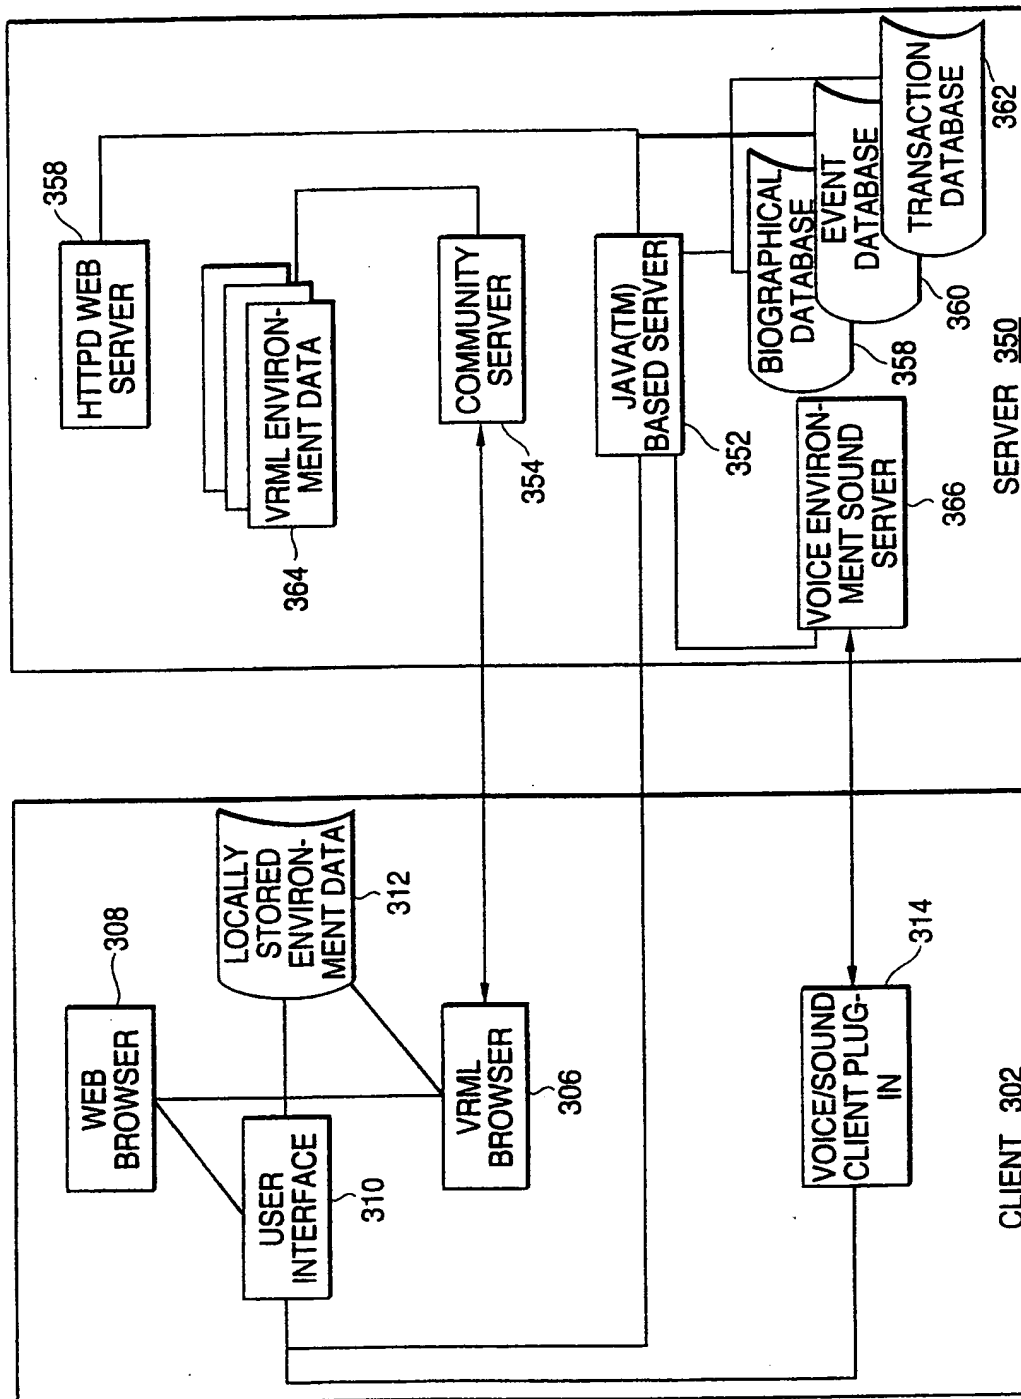 WEB
BROWSER
308
USER
INTERFACE
310
LOCALLY
STORED
ENVIRON-
MENT DATA
312
VRML
BROWSER
306
VOICE/SOUND
CLIENT PLUG-
IN
314
CLIENT 302
HTTPD WEB
SERVER
358
VRML ENVIRON-
MENT DATA
364
COMMUNITY
SERVER
354
JAVA(TM)
BASED SERVER
352
BIOGRAPHICAL
DATABASE
358
EVENT
DATABASE
360
TRANSACTION
DATABASE
362
VOICE ENVIRON-
MENT SOUND
SERVER
366
SERVER 350